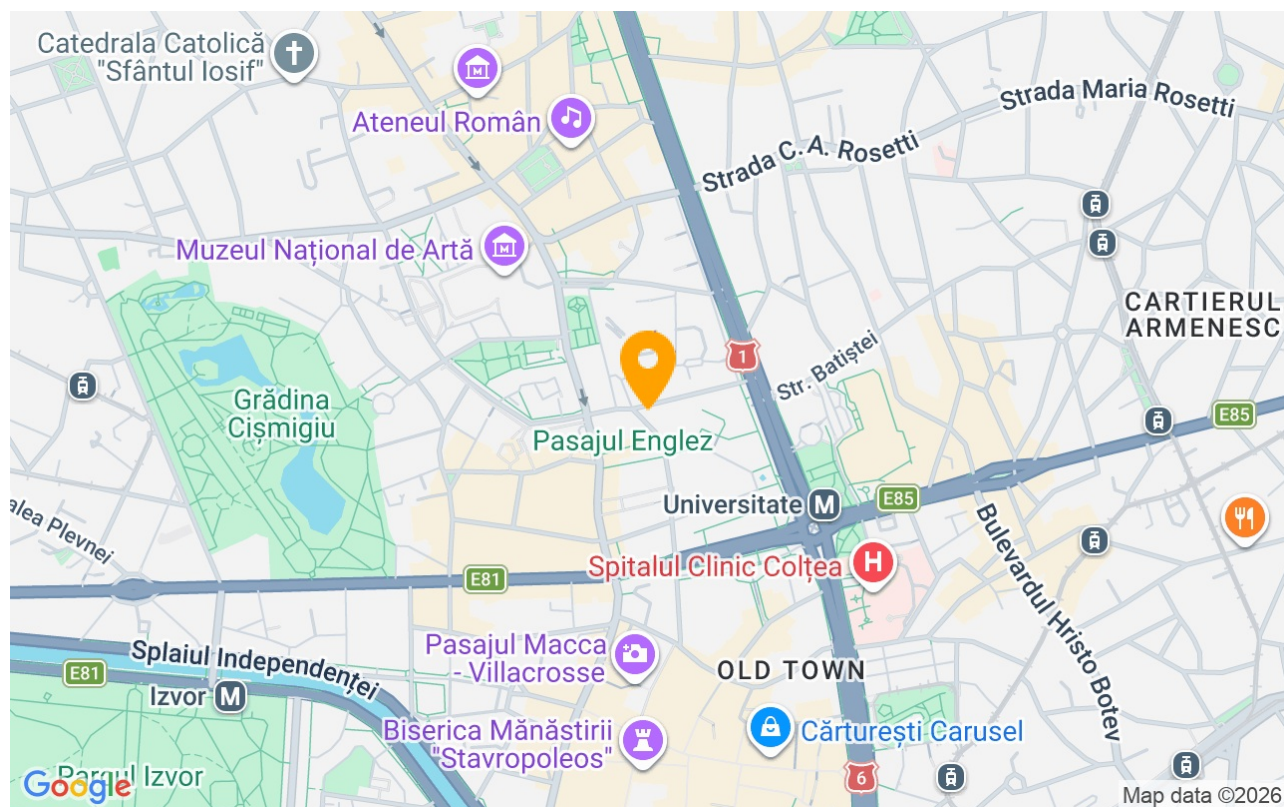 Catedrala Catolică
"Sfântul Iosif"
Ateneul Român
Strada Maria Rosetti
Strada C. A. Rosetti
Muzeul Național de Artă
CARTIERUL
ARMENESC
1
Str. Batiștei
Grădina
Cișmigiu
Pasajul Englez
E85
Universitate
M
E85
alea Plevnei
Bulevardul Hristo Botev
Spitalul Clinic Colțea
H
E81
Splaiul Independenței
Pasajul Macca
- Villacrosse
OLD TOWN
E81
Izvor
M
Biserica Mănăstirii
"Stavropoleos"
Cărturești Carusel
Parcul Izvor
Google
6
Map data ©2026